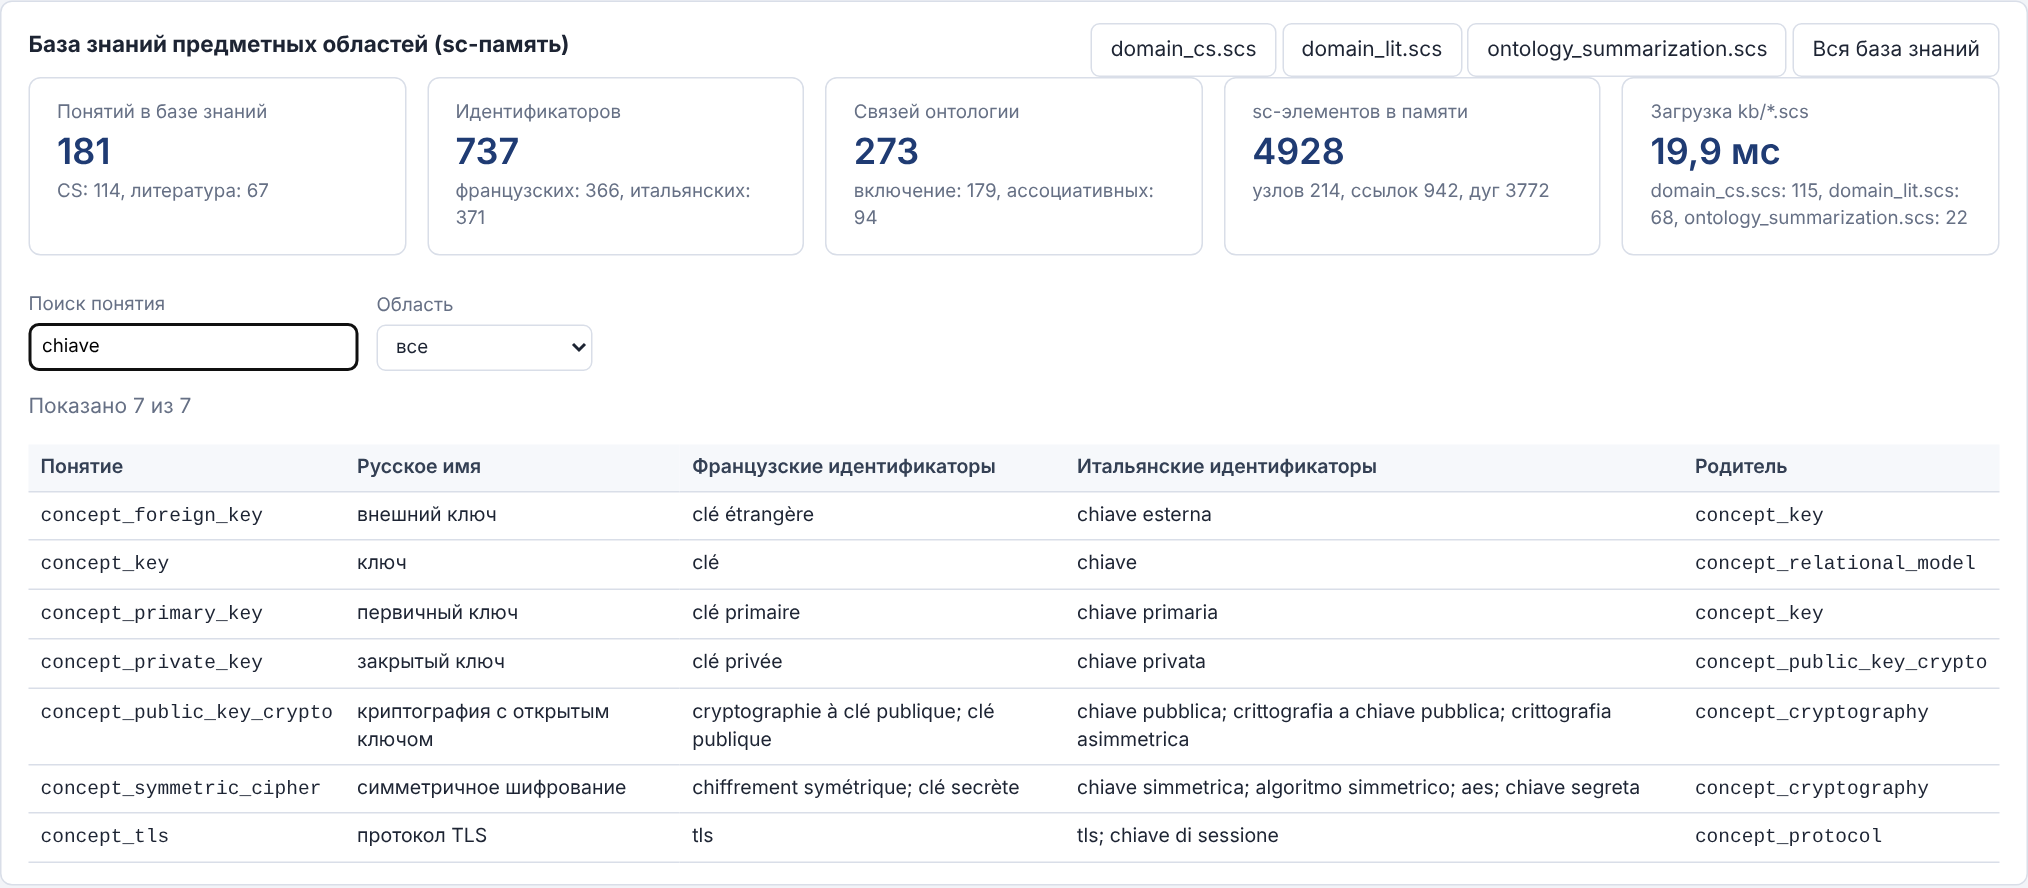 База знаний предметных областей (sc-память)
domain_cs.scs
domain_lit.scs
ontology_summarization.scs
Вся база знаний
Понятий в базе знаний
181
CS: 114, литература: 67
Идентификаторов
737
французских: 366, итальянских:
371
Связей онтологии
273
включение: 179, ассоциативных:
94
sc-элементов в памяти
4928
узлов 214, ссылок 942, дуг 3772
Загрузка kb/*.scs
19,9 мс
domain_cs.scs: 115, domain_lit.scs:
68, ontology_summarization.scs: 22
Поиск понятия
chiave
Область
все
Показано 7 из 7
Понятие Русское имя Французские идентификаторы Итальянские идентификаторы Родитель
concept_foreign_key внешний ключ clé étrangère chiave esterna concept_key
concept_key ключ clé chiave concept_relational_model
concept_primary_key первичный ключ clé primaire chiave primaria concept_key
concept_private_key закрытый ключ clé privée chiave privata concept_public_key_crypto
concept_public_key_crypto криптография с открытым cryptographie à clé publique; clé chiave pubblica; crittografia a chiave pubblica; crittografia concept_cryptography
ключом publique asimmetrica
concept_symmetric_cipher симметричное шифрование chiffrement symétrique; clé secrète chiave simmetrica; algoritmo simmetrico; aes; chiave segreta concept_cryptography
concept_tls протокол TLS tls tls; chiave di sessione concept_protocol